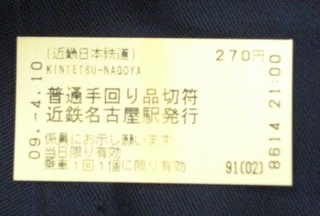 (近畿日本鉄道) 270円
KINTETSU-NAGOYA
普通手回り品切符
近鉄名古屋駅発行
係員にお示し願います
当日限り有効
乗車1回11個に限り有効
91(02)
09.-4.10
8614 21:00